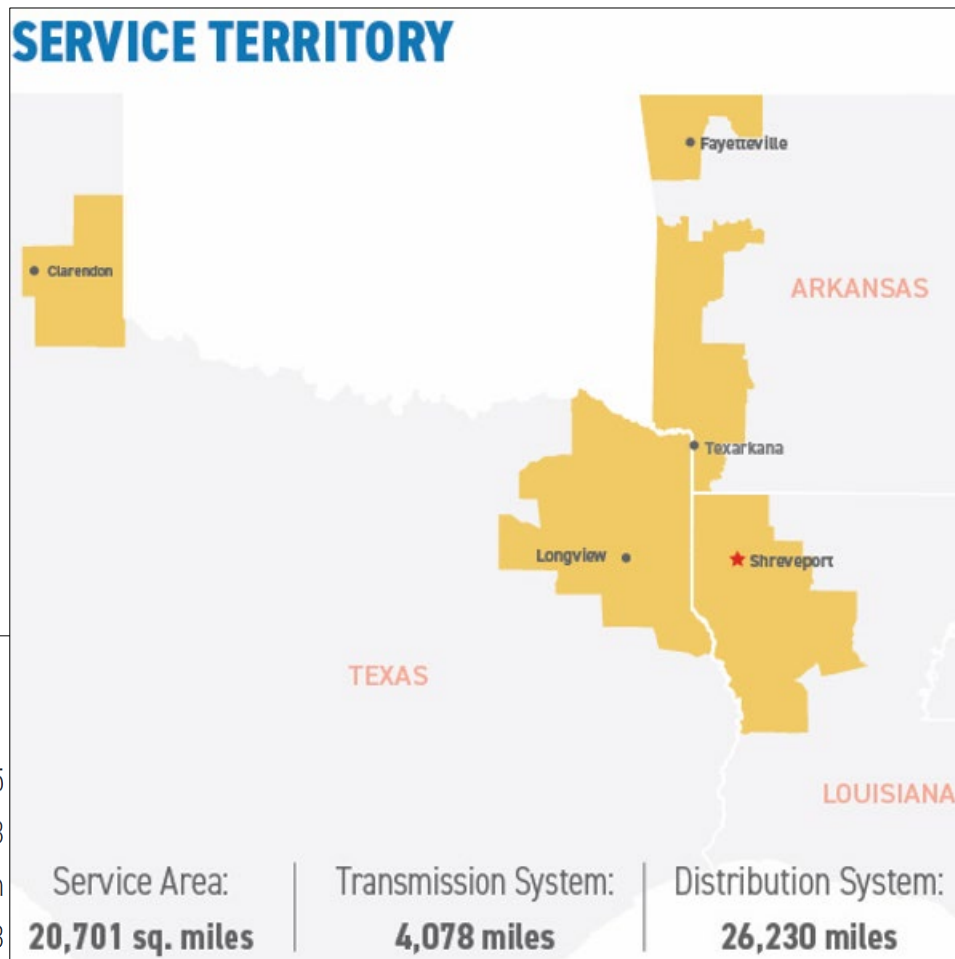 SERVICE TERRITORY
Fayetteville
Clarendon
ARKANSAS
Texarkana
Longview
Shreveport
TEXAS
LOUISIANA
Service Area:
20,701 sq. miles
Transmission System:
4,078 miles
Distribution System:
26,230 miles